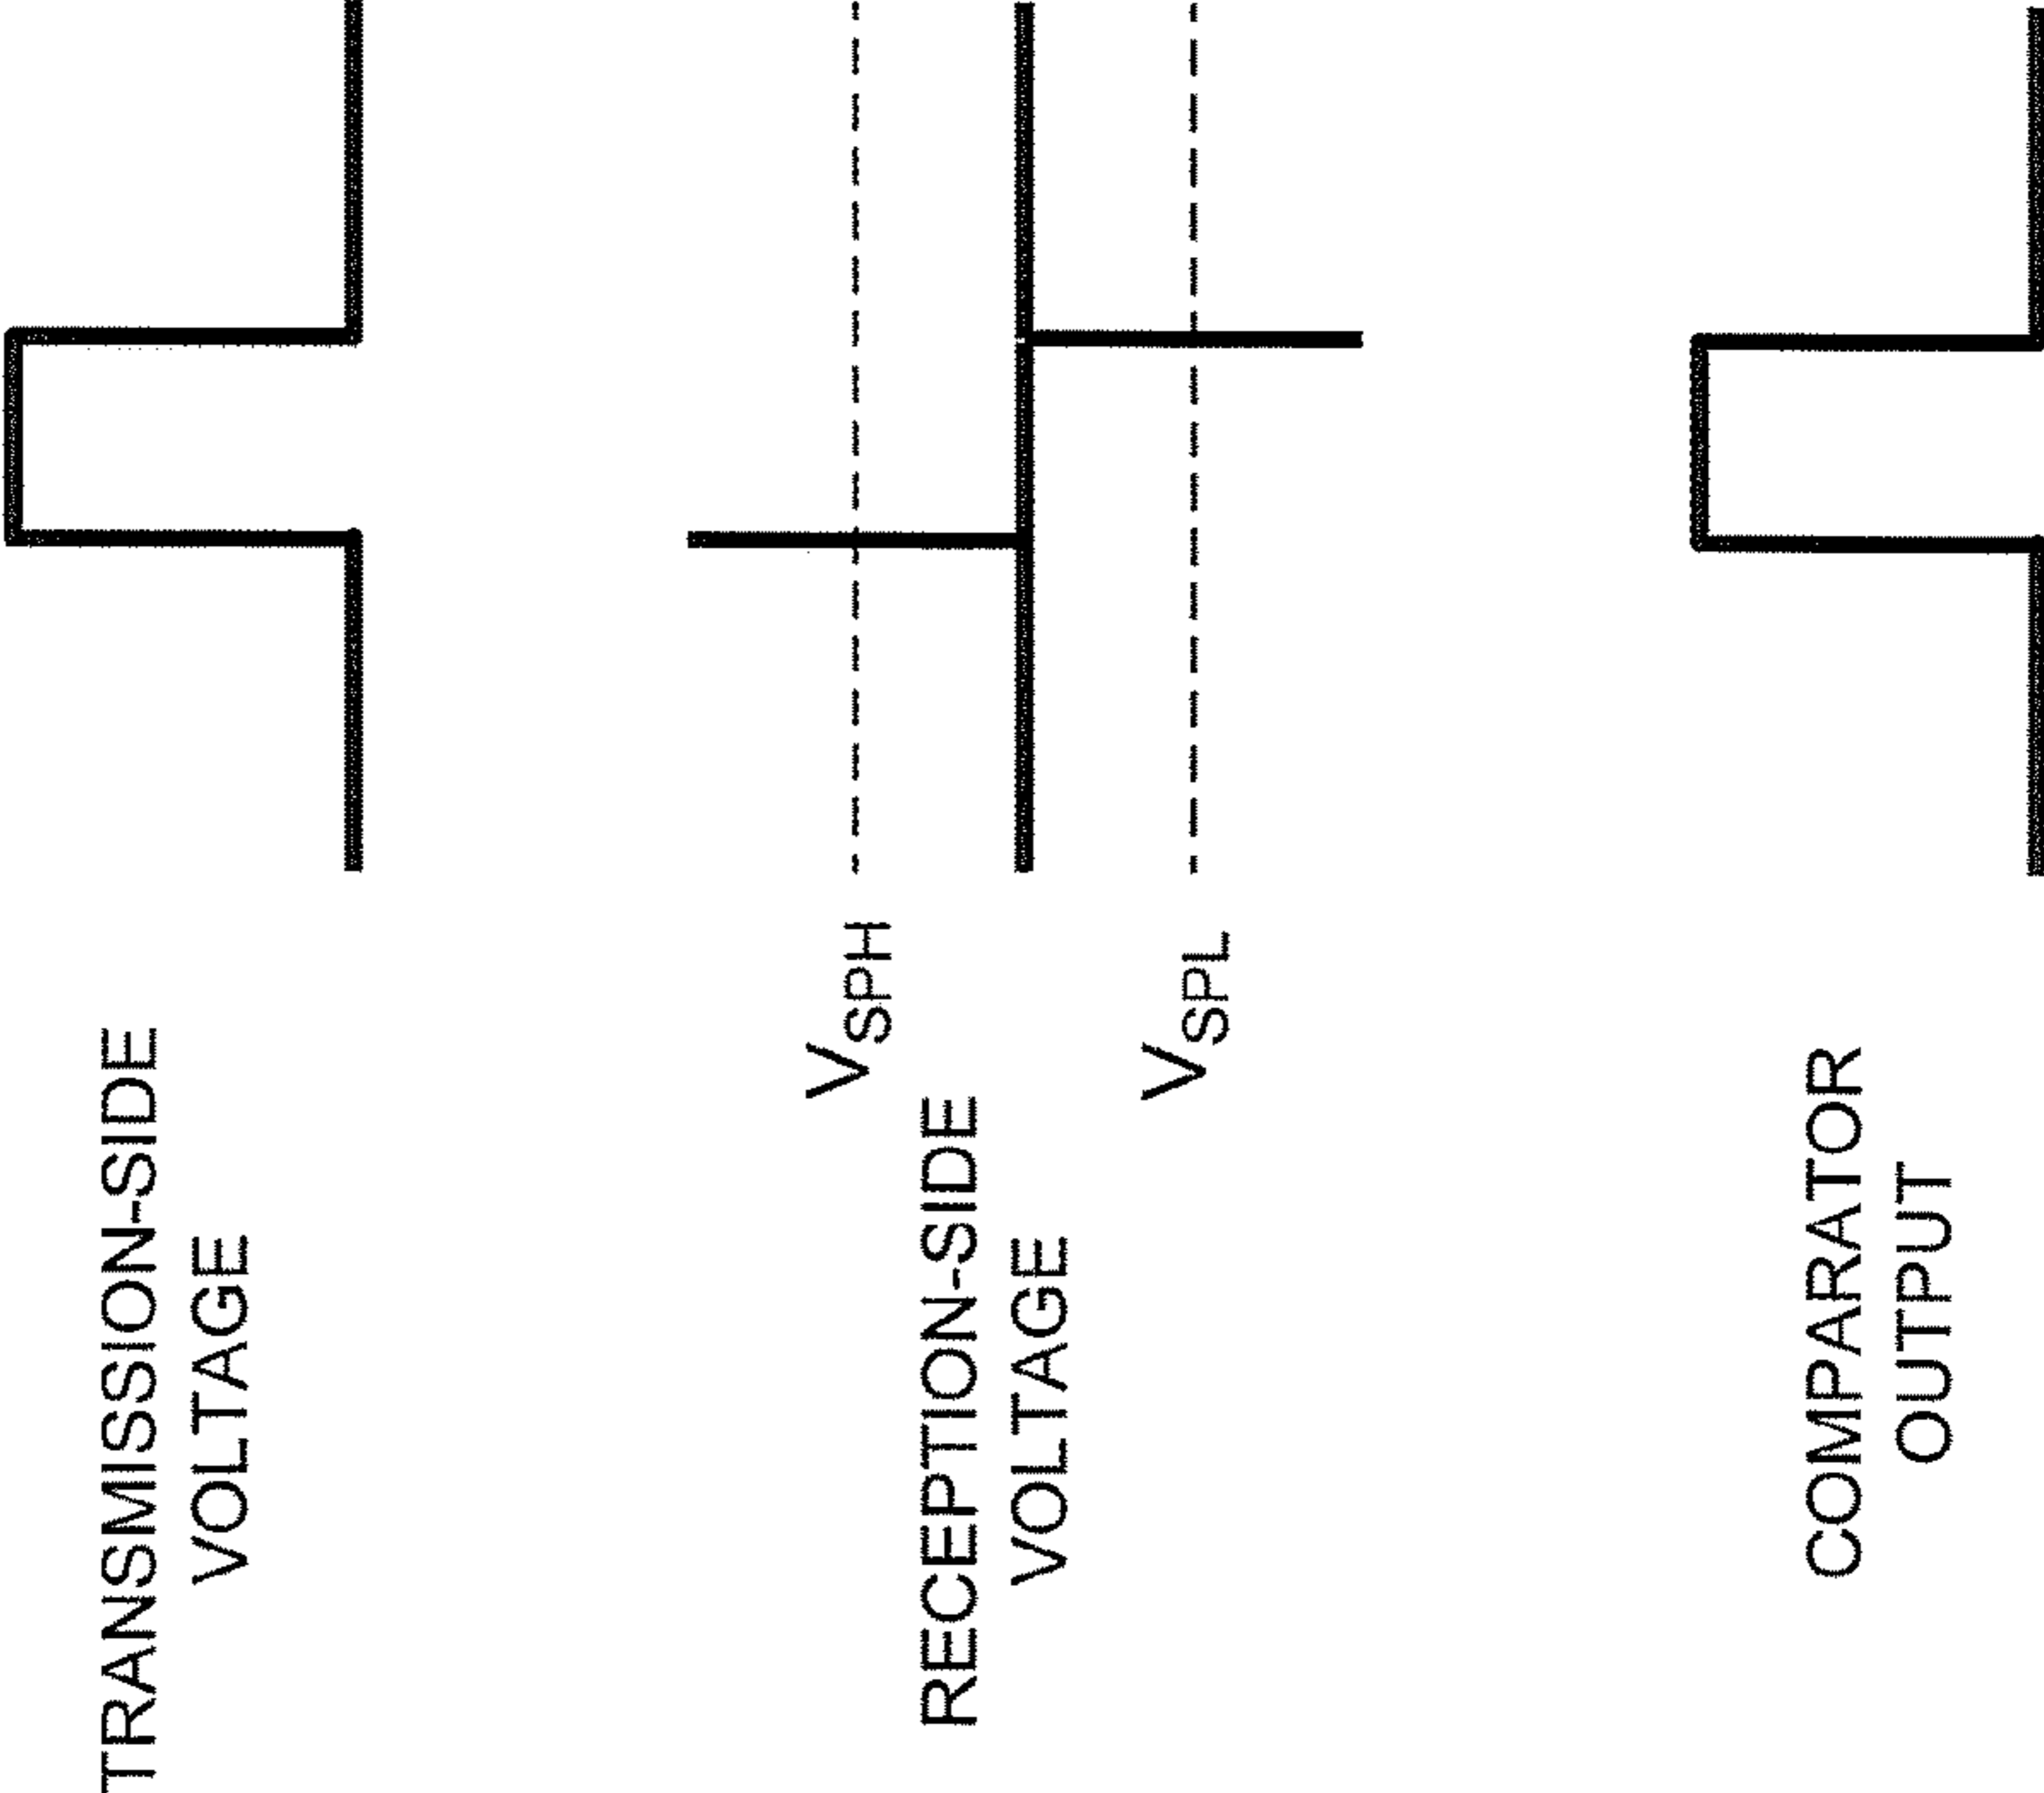 TRANSMISSION-SIDE
VOLTAGE
VSPH
RECEPTION-SIDE
VOLTAGE
VSPL
COMPARATOR
OUTPUT